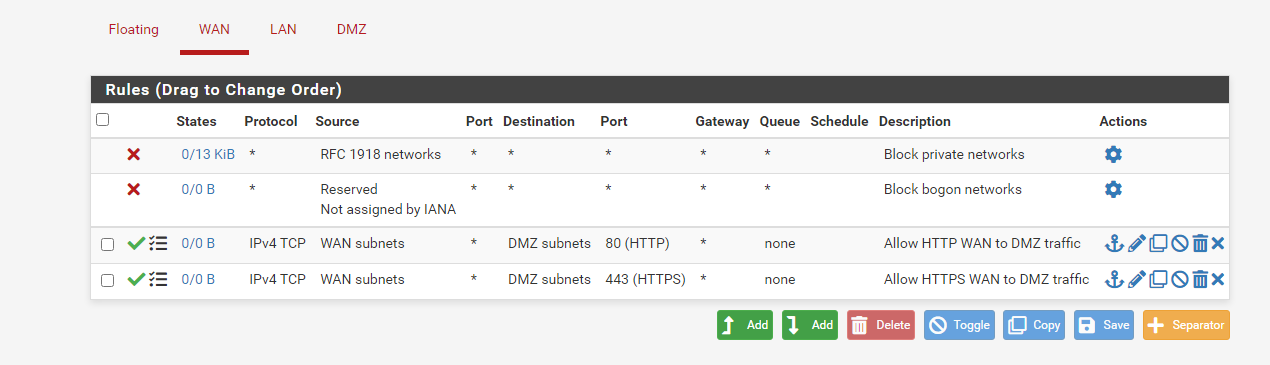 Floating WAN LAN DMZ
Rules (Drag to Change Order)
States Protocol Source Port Destination Port Gateway Queue Schedule Description Actions
0/13 KiB * RFC 1918 networks * * * * * Block private networks
0/0 B * Reserved * * * * * Block bogon networks
Not assigned by IANA
0/0 B IPv4 TCP WAN subnets * DMZ subnets 80 (HTTP) * none Allow HTTP WAN to DMZ traffic
0/0 B IPv4 TCP WAN subnets * DMZ subnets 443 (HTTPS) * none Allow HTTPS WAN to DMZ traffic
Add Add Delete Toggle Copy Save Separator